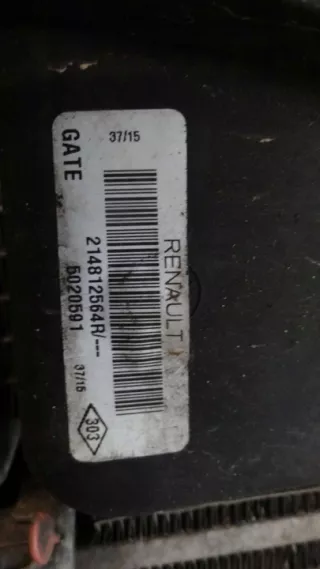 37/15
GATE
RENAULT
214812564R/---
5020591
37/15
303